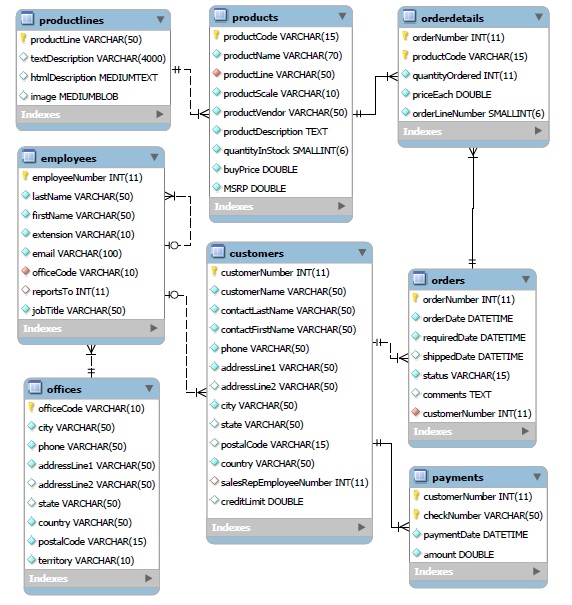 productlines
productLine VARCHAR(50)
textDescription VARCHAR(4000)
htmlDescription MEDIUMTEXT
image MEDIUMBLOB
Indexes
products
productCode VARCHAR(15)
productName VARCHAR(70)
productLine VARCHAR(50)
productScale VARCHAR(10)
productVendor VARCHAR(50)
productDescription TEXT
quantityInStock SMALLINT(6)
buyPrice DOUBLE
MSRP DOUBLE
Indexes
orderdetails
orderNumber INT(11)
productCode VARCHAR(15)
quantityOrdered INT(11)
priceEach DOUBLE
orderLineNumber SMALLINT(6)
Indexes
employees
employeeNumber INT(11)
lastName VARCHAR(50)
firstName VARCHAR(50)
extension VARCHAR(10)
email VARCHAR(100)
officeCode VARCHAR(10)
reportsTo INT(11)
jobTitle VARCHAR(50)
Indexes
customers
customerNumber INT(11)
customerName VARCHAR(50)
contactLastName VARCHAR(50)
contactFirstName VARCHAR(50)
phone VARCHAR(50)
addressLine1 VARCHAR(50)
addressLine2 VARCHAR(50)
city VARCHAR(50)
state VARCHAR(50)
postalCode VARCHAR(15)
country VARCHAR(50)
salesRepEmployeeNumber INT(11)
creditLimit DOUBLE
Indexes
orders
orderNumber INT(11)
orderDate DATETIME
requiredDate DATETIME
shippedDate DATETIME
status VARCHAR(15)
comments TEXT
customerNumber INT(11)
Indexes
offices
officeCode VARCHAR(10)
city VARCHAR(50)
phone VARCHAR(50)
addressLine1 VARCHAR(50)
addressLine2 VARCHAR(50)
state VARCHAR(50)
country VARCHAR(50)
postalCode VARCHAR(15)
territory VARCHAR(10)
Indexes
payments
customerNumber INT(11)
checkNumber VARCHAR(50)
paymentDate DATETIME
amount DOUBLE
Indexes